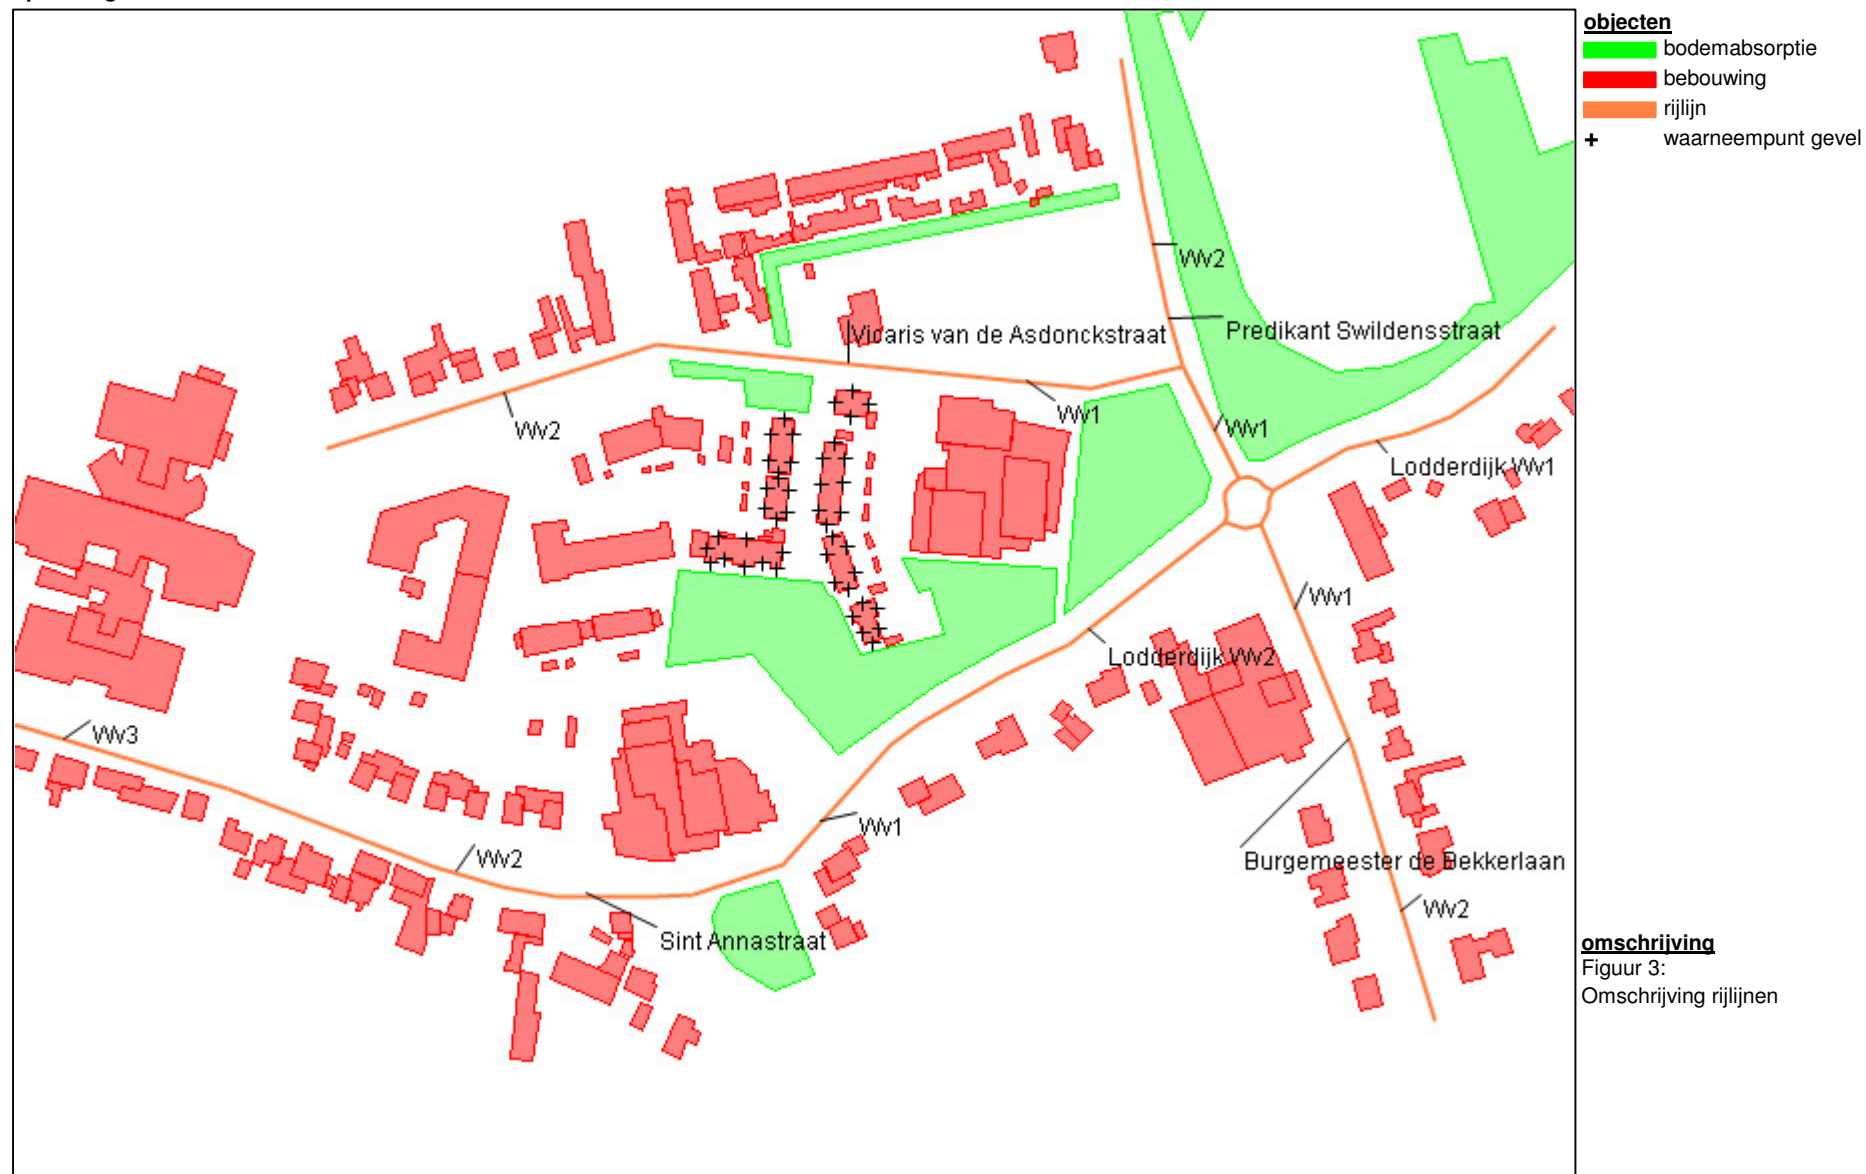 objecten
bodemabsorptie
bebouwing
rijlijn
+ waarneempunt gevel
Wv2
Vicaris van de Asdonckstraat
Predikant Swildensstraat
Wv1
Wv2
Wv1
Lodderdijk Wv1
Wv1
Lodderdijk Wv2
Wv3
Wv1
Wv2
Burgemeester de Bekkerlaan
Wv2
Sint Annastraat
omschrijving
Figuur 3:
Omschrijving rijlijnen